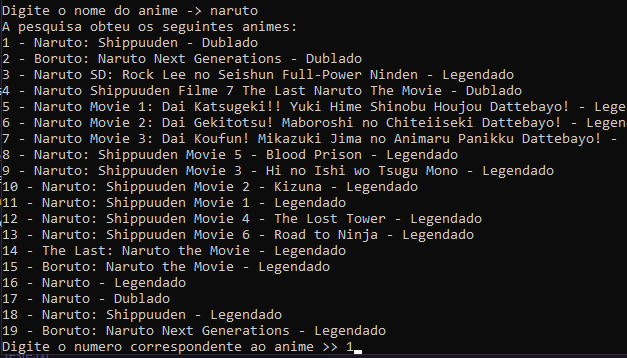 Digite o nome do anime -> naruto
A pesquisa obteu os seguintes animes:
1 - Naruto: Shippuuden - Dublado
2 - Boruto: Naruto Next Generations - Dublado
3 - Naruto SD: Rock Lee no Seishun Full-Power Ninden - Legendado
4 - Naruto Shippuuden Filme 7 The Last Naruto The Movie - Dublado
5 - Naruto Movie 1: Dai Katsugeki!! Yuki Hime Shinobu Houjou Dattebayo! - Lege
6 - Naruto Movie 2: Dai Gekitotsu! Maboroshi no Chiteiiseki Dattebayo! - Legen
7 - Naruto Movie 3: Dai Koufun! Mikazuki Jima no Animaru Panikku Dattebayo! -
8 - Naruto: Shippuuden Movie 5 - Blood Prison - Legendado
9 - Naruto: Shippuuden Movie 3 - Hi no Ishi wo Tsugu Mono - Legendado
10 - Naruto: Shippuuden Movie 2 - Kizuna - Legendado
11 - Naruto: Shippuuden Movie 1 - Legendado
12 - Naruto: Shippuuden Movie 4 - The Lost Tower - Legendado
13 - Naruto: Shippuuden Movie 6 - Road to Ninja - Legendado
14 - The Last: Naruto the Movie - Legendado
15 - Boruto: Naruto the Movie - Legendado
16 - Naruto - Legendado
17 - Naruto - Dublado
18 - Naruto: Shippuuden - Legendado
19 - Boruto: Naruto Next Generations - Legendado
Digite o numero correspondente ao anime >> 1